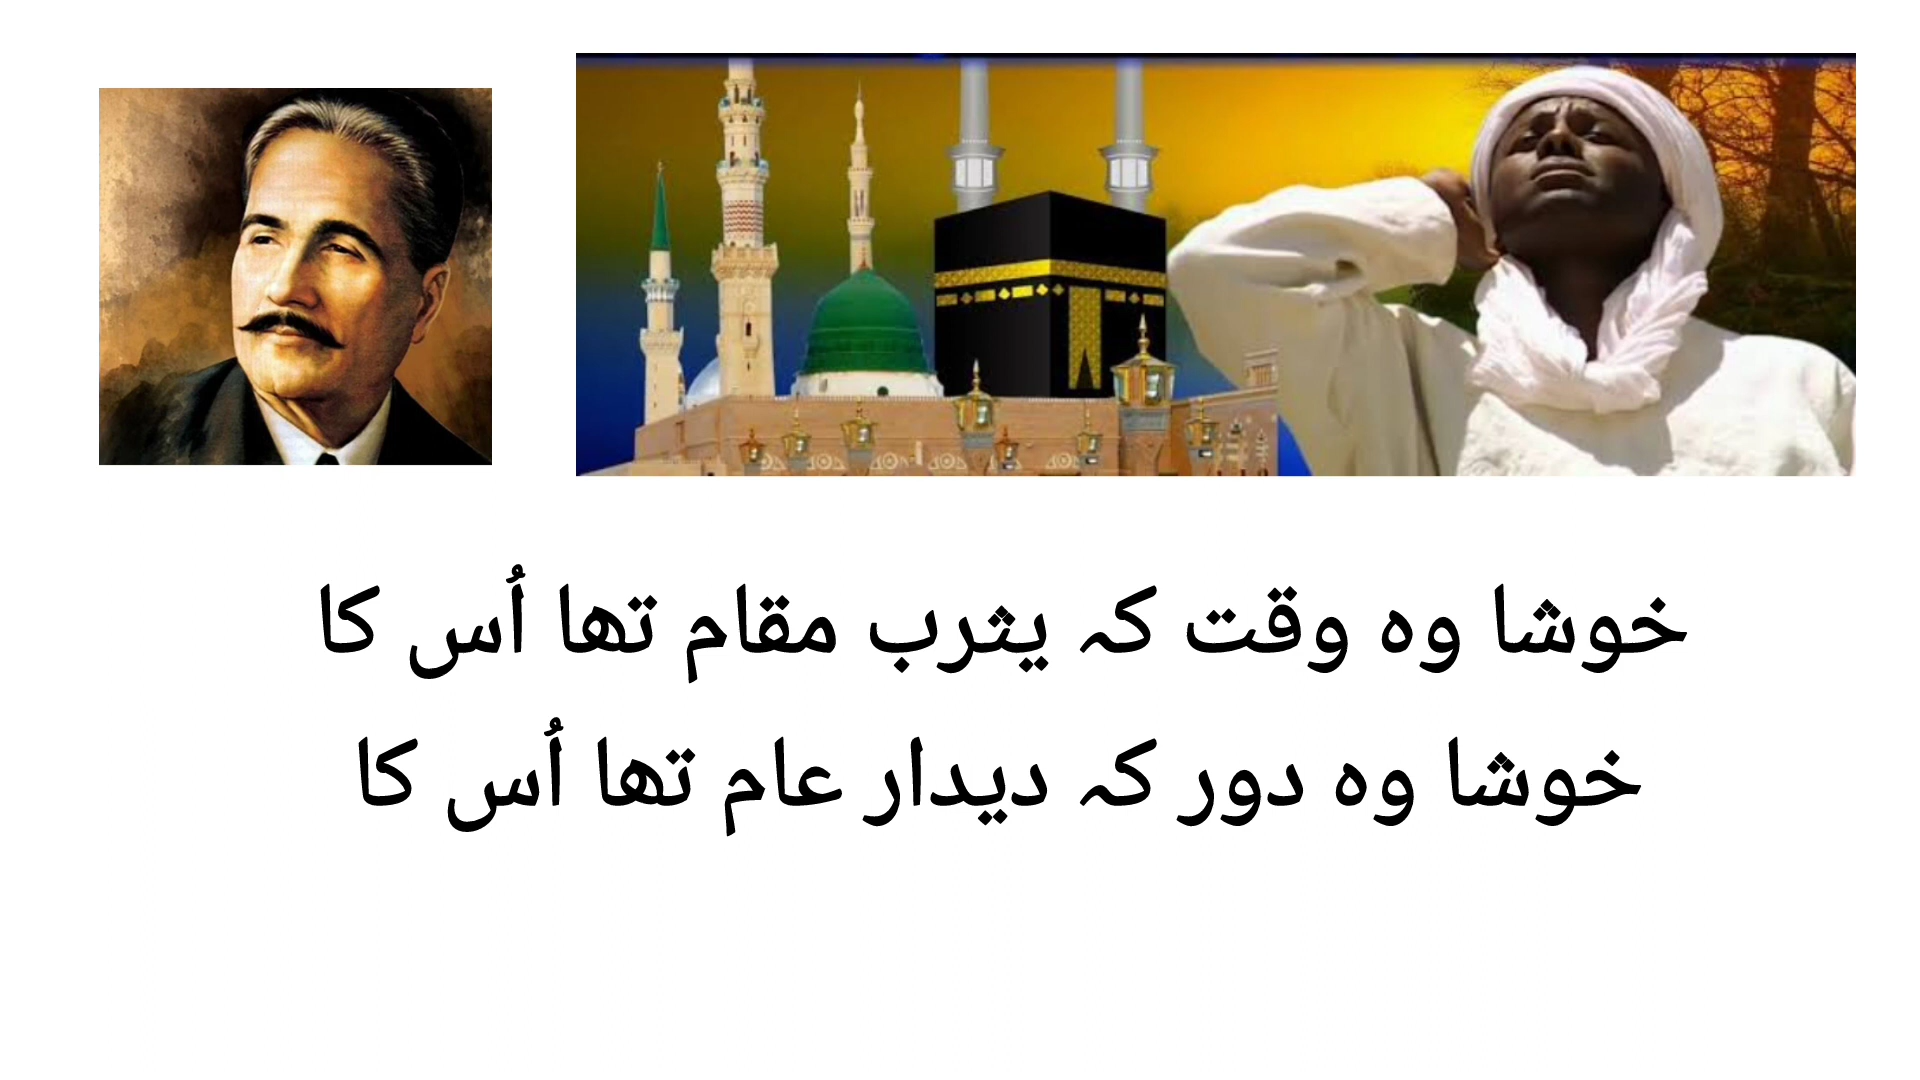 خوشا وہ وقت کہ یثرب مقام تھا اُس کا
خوشا وہ دور کہ دیدار عام تھا اُس کا